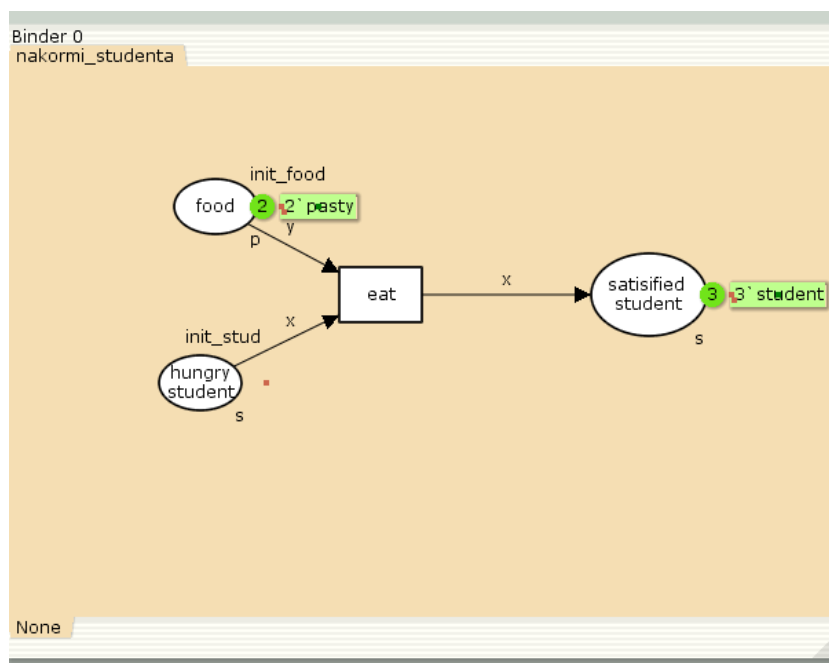 Binder 0
nakormi_studenta
init_food
food
2
2`pasty
y
p
x
eat
satisified
student
3
3`student
s
x
init_stud
hungry
student
s
None